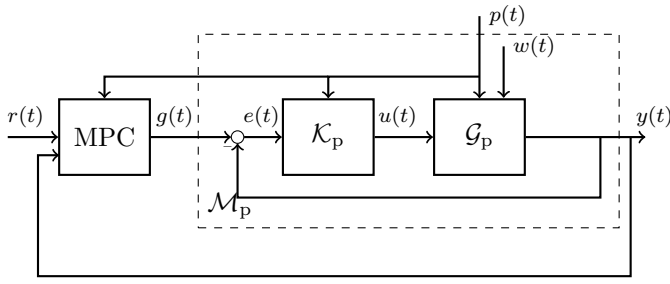 p(t)
w(t)
r(t)
MPC
g(t)
−
e(t)
𝒦p
u(t)
𝒢p
y(t)
ℳp